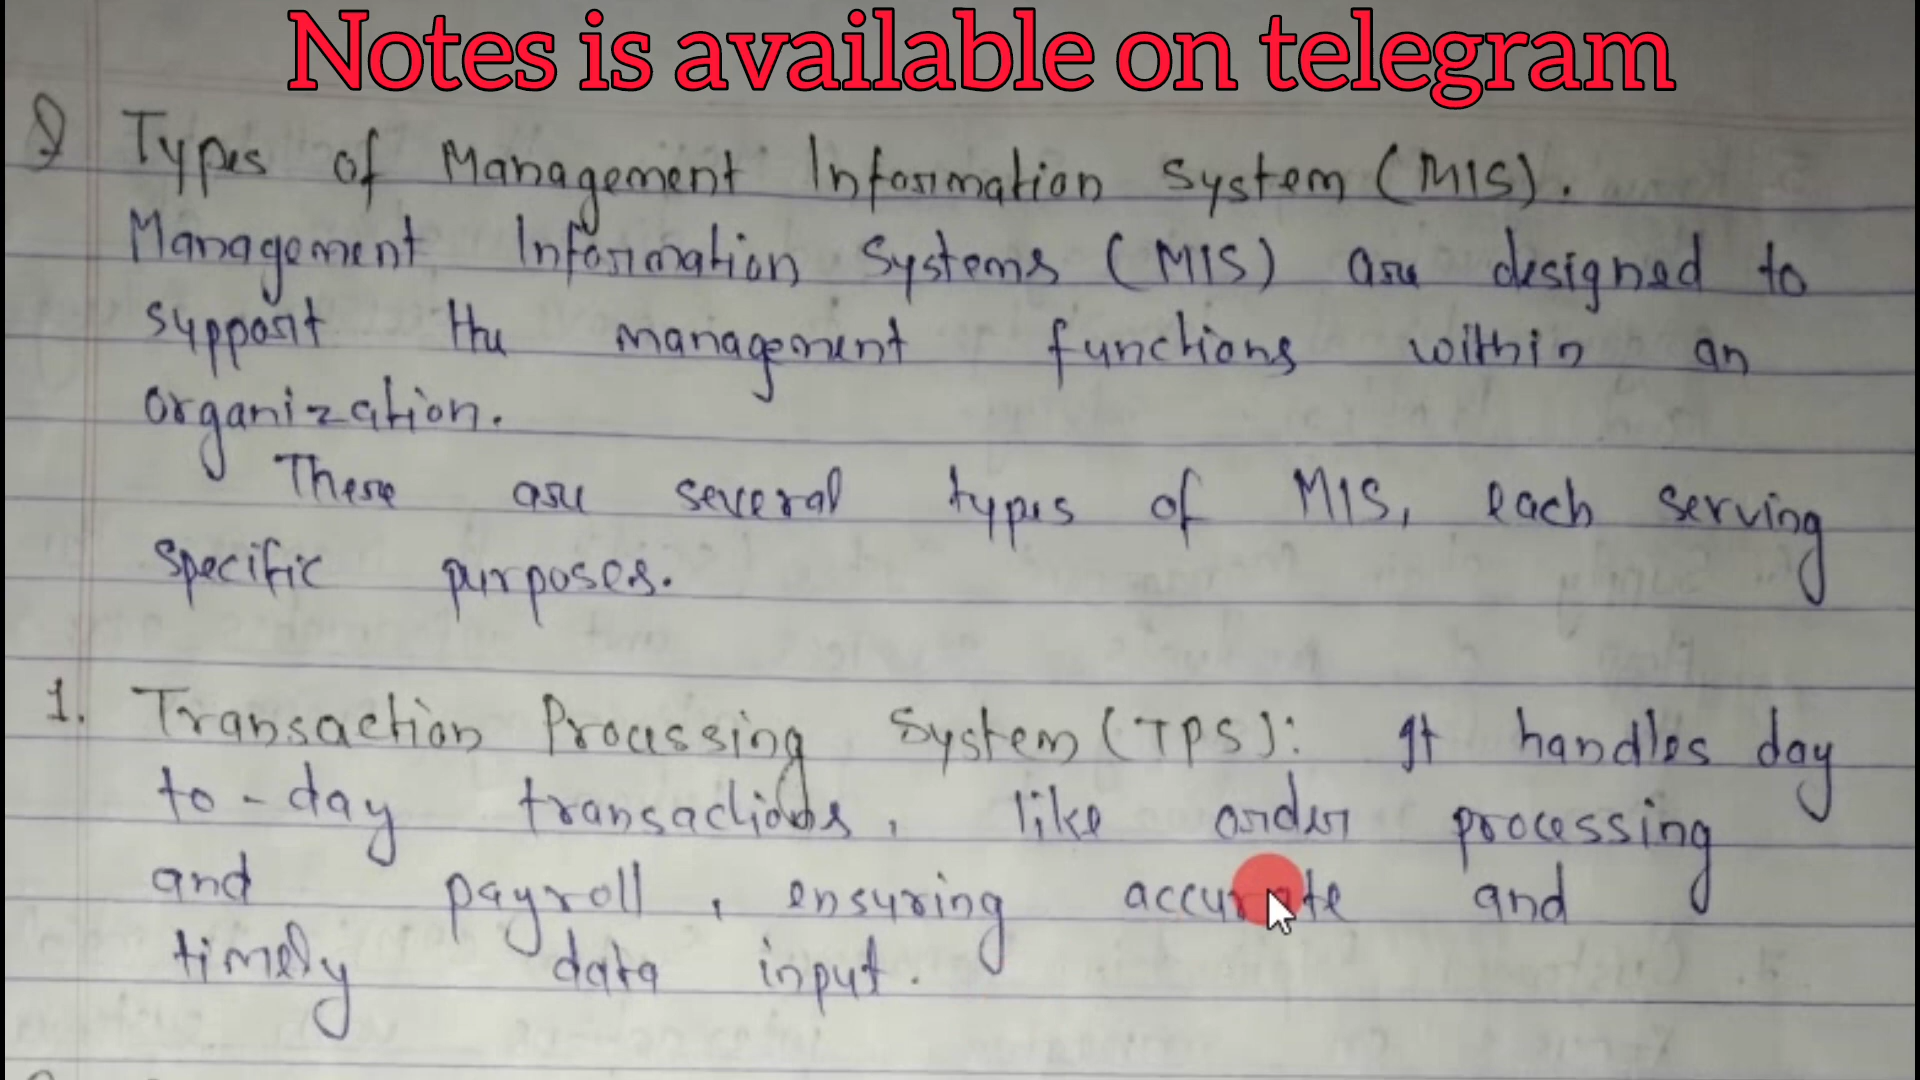 Notes is available on telegram
Q Types of Management Information System (MIS).
Management Information Systems (MIS) are designed to
support the management functions within an
organization.
There are several types of MIS, each serving
specific purposes.
1. Transaction Processing System (TPS): It handles day
to-day transactions, like order processing
and payroll, ensuring accurate and
timely data input.